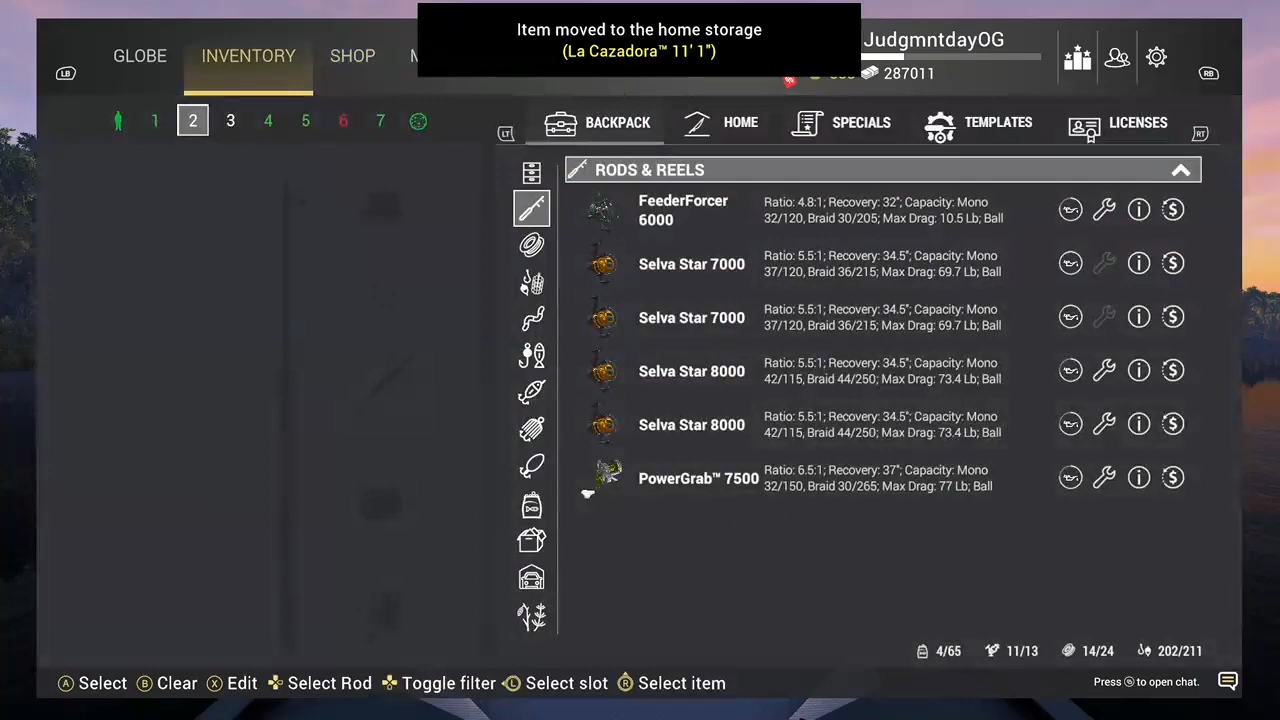 Item moved to the home storage
(La Cazadora™ 11' 1")
GLOBE
INVENTORY
SHOP
JudgmntdayOG
287011
LB
RB
1
2
3
4
5
6
7
LT
BACKPACK
HOME
SPECIALS
TEMPLATES
LICENSES
RT
RODS & REELS
FeederForcer
6000
Ratio: 4.8:1; Recovery: 32"; Capacity: Mono
32/120, Braid 30/205; Max Drag: 10.5 Lb; Ball
Selva Star 7000
Ratio: 5.5:1; Recovery: 34.5"; Capacity: Mono
37/120, Braid 36/215; Max Drag: 69.7 Lb; Ball
Selva Star 7000
Ratio: 5.5:1; Recovery: 34.5"; Capacity: Mono
37/120, Braid 36/215; Max Drag: 69.7 Lb; Ball
Selva Star 8000
Ratio: 5.5:1; Recovery: 34.5"; Capacity: Mono
42/115, Braid 44/250; Max Drag: 73.4 Lb; Ball
Selva Star 8000
Ratio: 5.5:1; Recovery: 34.5"; Capacity: Mono
42/115, Braid 44/250; Max Drag: 73.4 Lb; Ball
PowerGrab™ 7500
Ratio: 6.5:1; Recovery: 37"; Capacity: Mono
32/150, Braid 30/265; Max Drag: 77 Lb; Ball
4/65
11/13
14/24
202/211
A Select
B Clear
X Edit
Select Rod
Toggle filter
L Select slot
R Select item
Press to open chat.